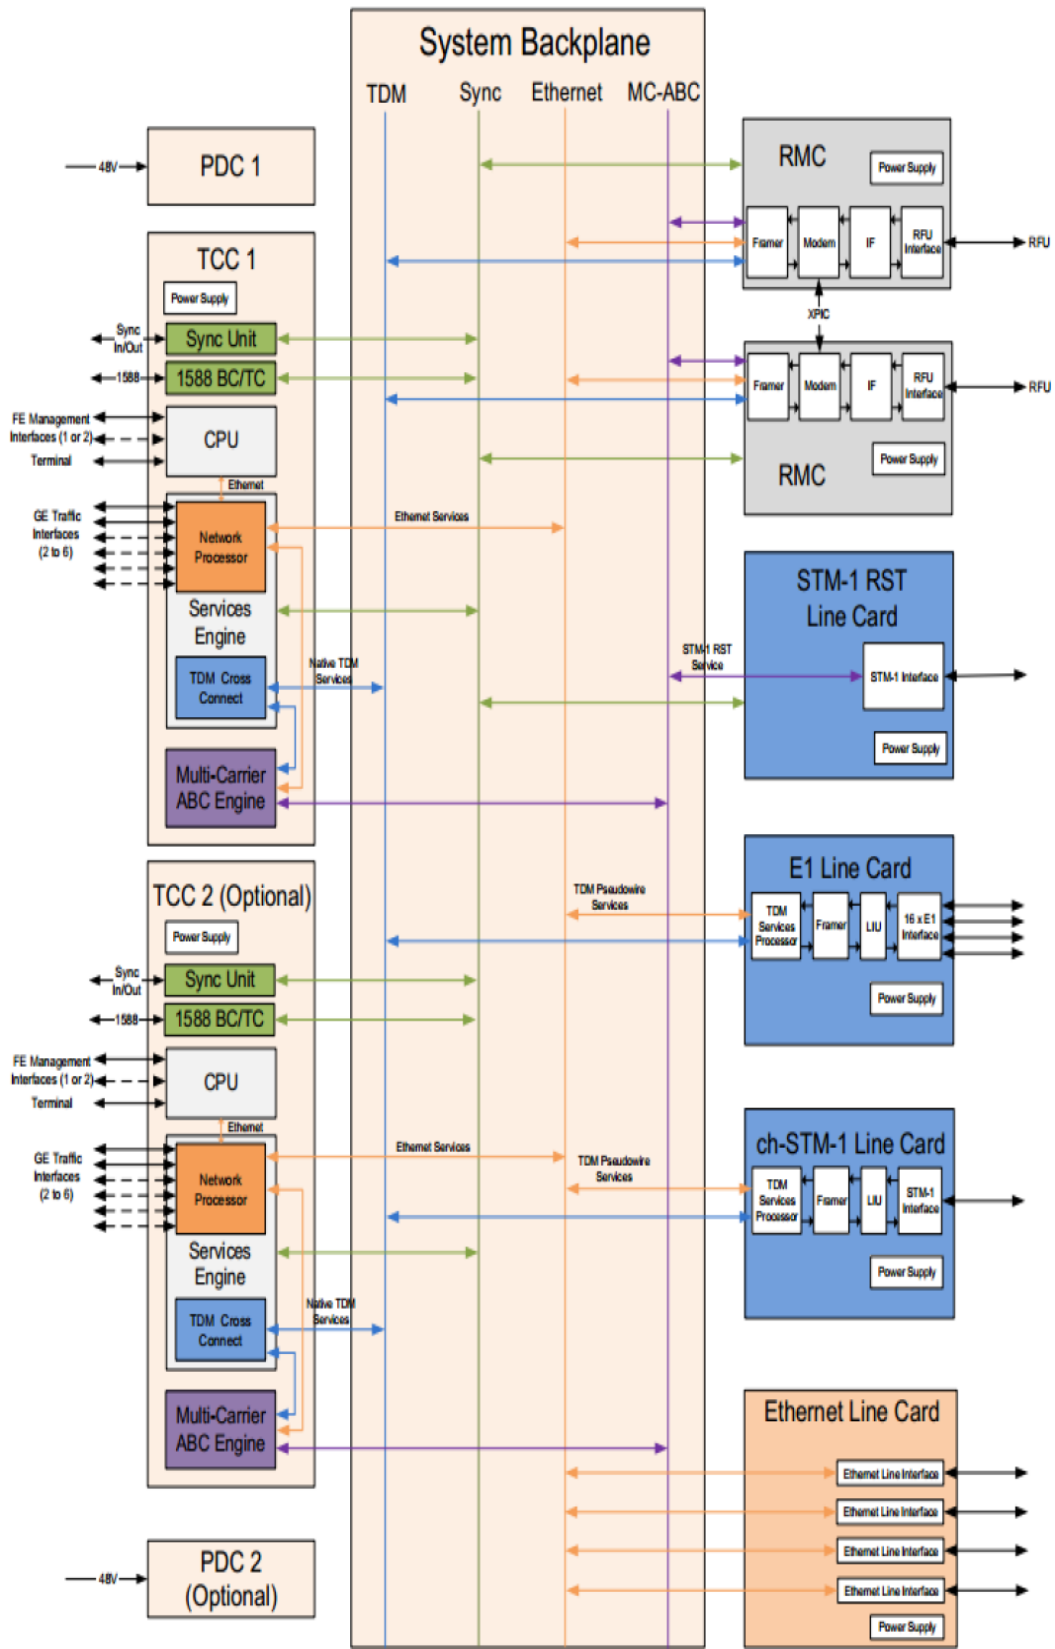 System Backplane
TDM
Sync
Ethernet
MC-ABC
48V
PDC 1
TCC 1
Power Supply
Sync
In/Out
Sync Unit
1588
1588 BC/TC
FE Management
Interfaces (1 or 2)
Terminal
CPU
Ethernet
GE Traffic
Interfaces
(2 to 6)
Network
Processor
Ethernet Services
Services
Engine
TDM Cross
Connect
Native TDM
Services
Multi-Carrier
ABC Engine
TCC 2 (Optional)
Power Supply
Sync
In/Out
Sync Unit
1588
1588 BC/TC
FE Management
Interfaces (1 or 2)
Terminal
CPU
Ethernet
GE Traffic
Interfaces
(2 to 6)
Network
Processor
Ethernet Services
Services
Engine
TDM Cross
Connect
Native TDM
Services
Multi-Carrier
ABC Engine
48V
PDC 2
(Optional)
RMC
Power Supply
Framer
Modem
IF
RFU
Interface
RFU
XPIC
Framer
Modem
IF
RFU
Interface
RFU
Power Supply
RMC
STM-1 RST
Line Card
STM-1 RST
Service
STM-1 Interface
Power Supply
E1 Line Card
TDM Pseudowire
Services
TDM
Services
Processor
Framer
LIU
16 x E1
Interface
Power Supply
ch-STM-1 Line Card
TDM Pseudowire
Services
TDM
Services
Processor
Framer
LIU
STM-1
Interface
Power Supply
Ethernet Line Card
Ethernet Line Interface
Ethernet Line Interface
Ethernet Line Interface
Ethernet Line Interface
Power Supply